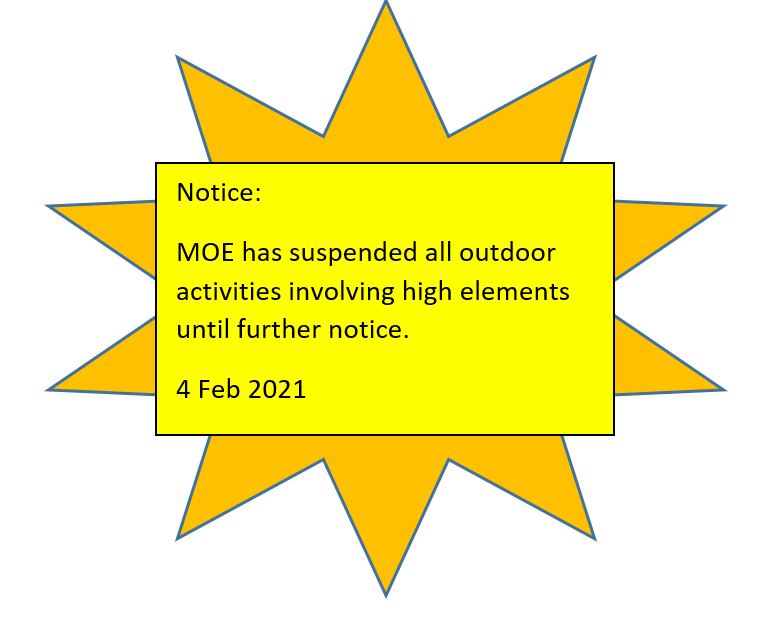 Notice:
MOE has suspended all outdoor
activities involving high elements
until further notice.
4 Feb 2021